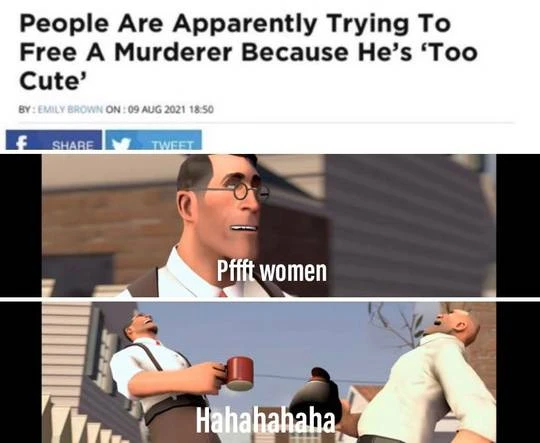 People Are Apparently Trying To
Free A Murderer Because He's ‘Too
Cute’
BY : EMILY BROWN ON : 09 AUG 2021 18:50
f SHARE TWEET
Pffft women
Hahahahaha